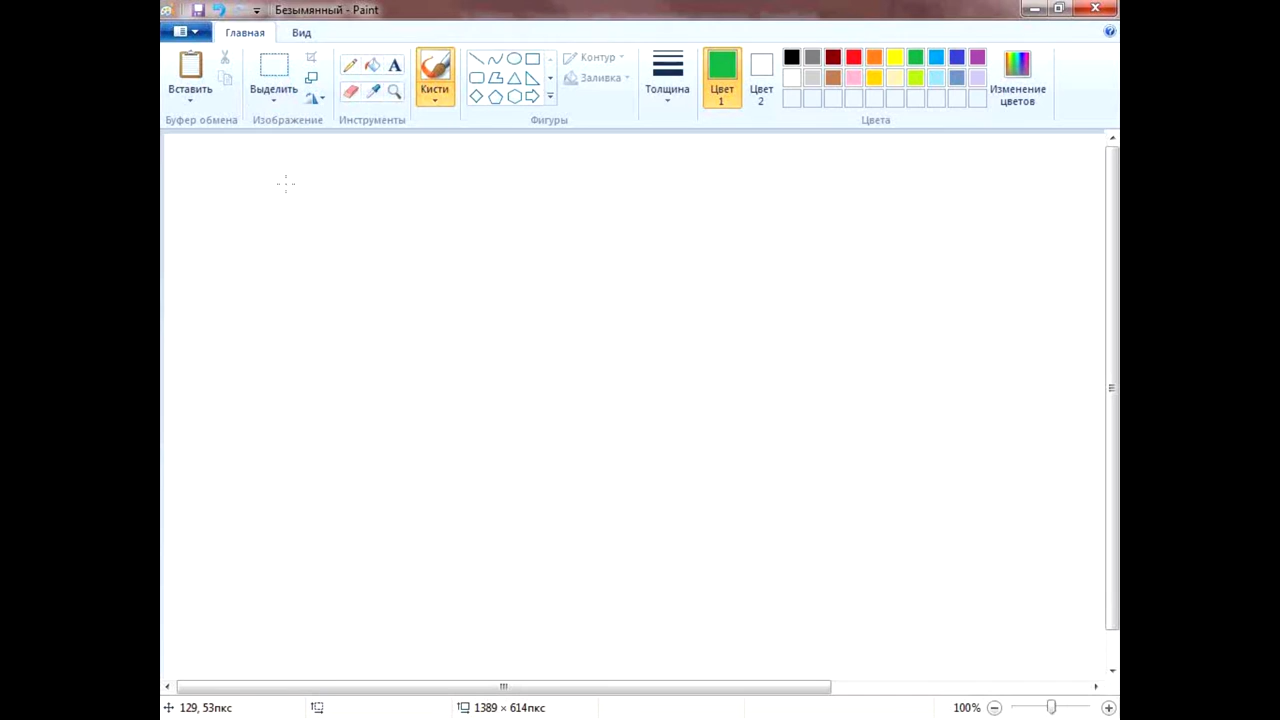 Безымянный - Paint
Главная
Вид
Вставить
Выделить
Кисти
Контур
Заливка
Толщина
Цвет 1
Цвет 2
Изменение цветов
Буфер обмена
Изображение
Инструменты
Фигуры
Цвета
129, 53пкс
1389 × 614пкс
100%